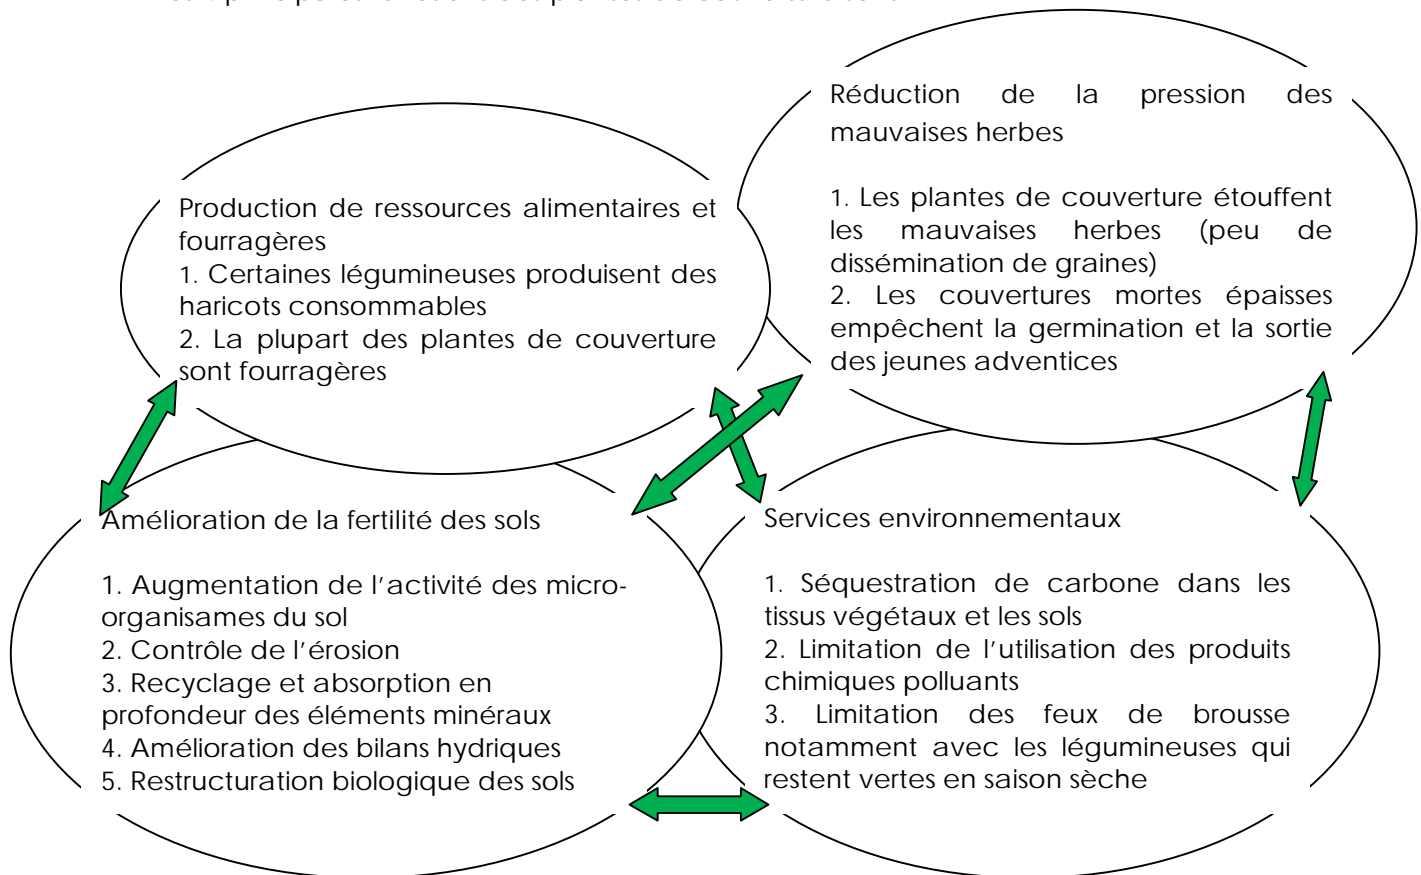 Production de ressources alimentaires et
fourragères
1. Certaines légumineuses produisent des
haricots consommables
2. La plupart des plantes de couverture
sont fourragères
Réduction de la pression des
mauvaises herbes
1. Les plantes de couverture étouffent
les mauvaises herbes (peu de
dissémination de graines)
2. Les couvertures mortes épaisses
empêchent la germination et la sortie
des jeunes adventices
Amélioration de la fertilité des sols
1. Augmentation de l'activité des micro-
organisames du sol
2. Contrôle de l'érosion
3. Recyclage et absorption en
profondeur des éléments minéraux
4. Amélioration des bilans hydriques
5. Restructuration biologique des sols
Services environnementaux
1. Séquestration de carbone dans les
tissus végétaux et les sols
2. Limitation de l'utilisation des produits
chimiques polluants
3. Limitation des feux de brousse
notamment avec les légumineuses qui
restent vertes en saison sèche